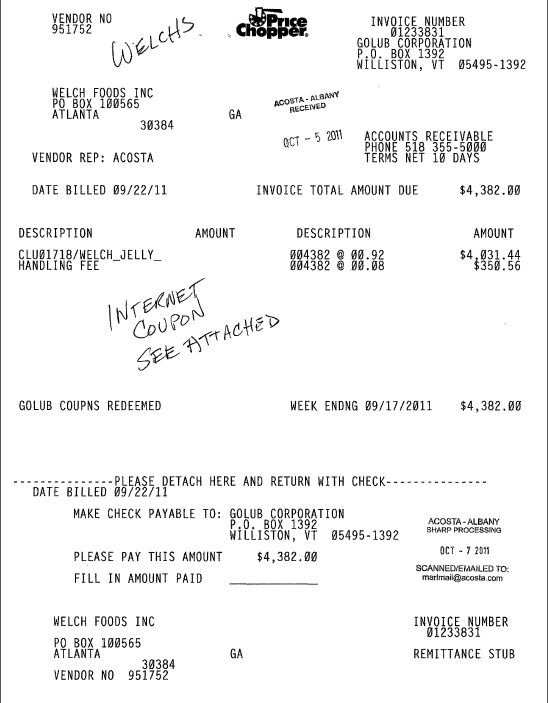 VENDOR NO
951752
WELCHS
Price
Chopper.
INVOICE NUMBER
01233831
GOLUB CORPORATION
P.O. BOX 1392
WILLISTON, VT 05495-1392
WELCH FOODS INC
PO BOX 100565
ATLANTA GA
30384
ACOSTA - ALBANY
RECEIVED
OCT - 5 2011
ACCOUNTS RECEIVABLE
PHONE 518 355-5000
TERMS NET 10 DAYS
VENDOR REP: ACOSTA
DATE BILLED 09/22/11 INVOICE TOTAL AMOUNT DUE $4,382.00
DESCRIPTION AMOUNT DESCRIPTION AMOUNT
CLU01718/WELCH_JELLY_ 004382 @ 00.92 $4,031.44
HANDLING FEE 004382 @ 00.08 $350.56
INTERNET
COUPON
SEE ATTACHED
GOLUB COUPNS REDEEMED WEEK ENDNG 09/17/2011 $4,382.00
---------------PLEASE DETACH HERE AND RETURN WITH CHECK---------------
DATE BILLED 09/22/11
MAKE CHECK PAYABLE TO: GOLUB CORPORATION
P.O. BOX 1392
WILLISTON, VT 05495-1392
PLEASE PAY THIS AMOUNT $4,382.00
FILL IN AMOUNT PAID
ACOSTA - ALBANY
SHARP PROCESSING
OCT - 7 2011
SCANNED/EMAILED TO:
marlmail@acosta.com
WELCH FOODS INC
PO BOX 100565
ATLANTA GA
30384
VENDOR NO 951752
INVOICE NUMBER
01233831
REMITTANCE STUB